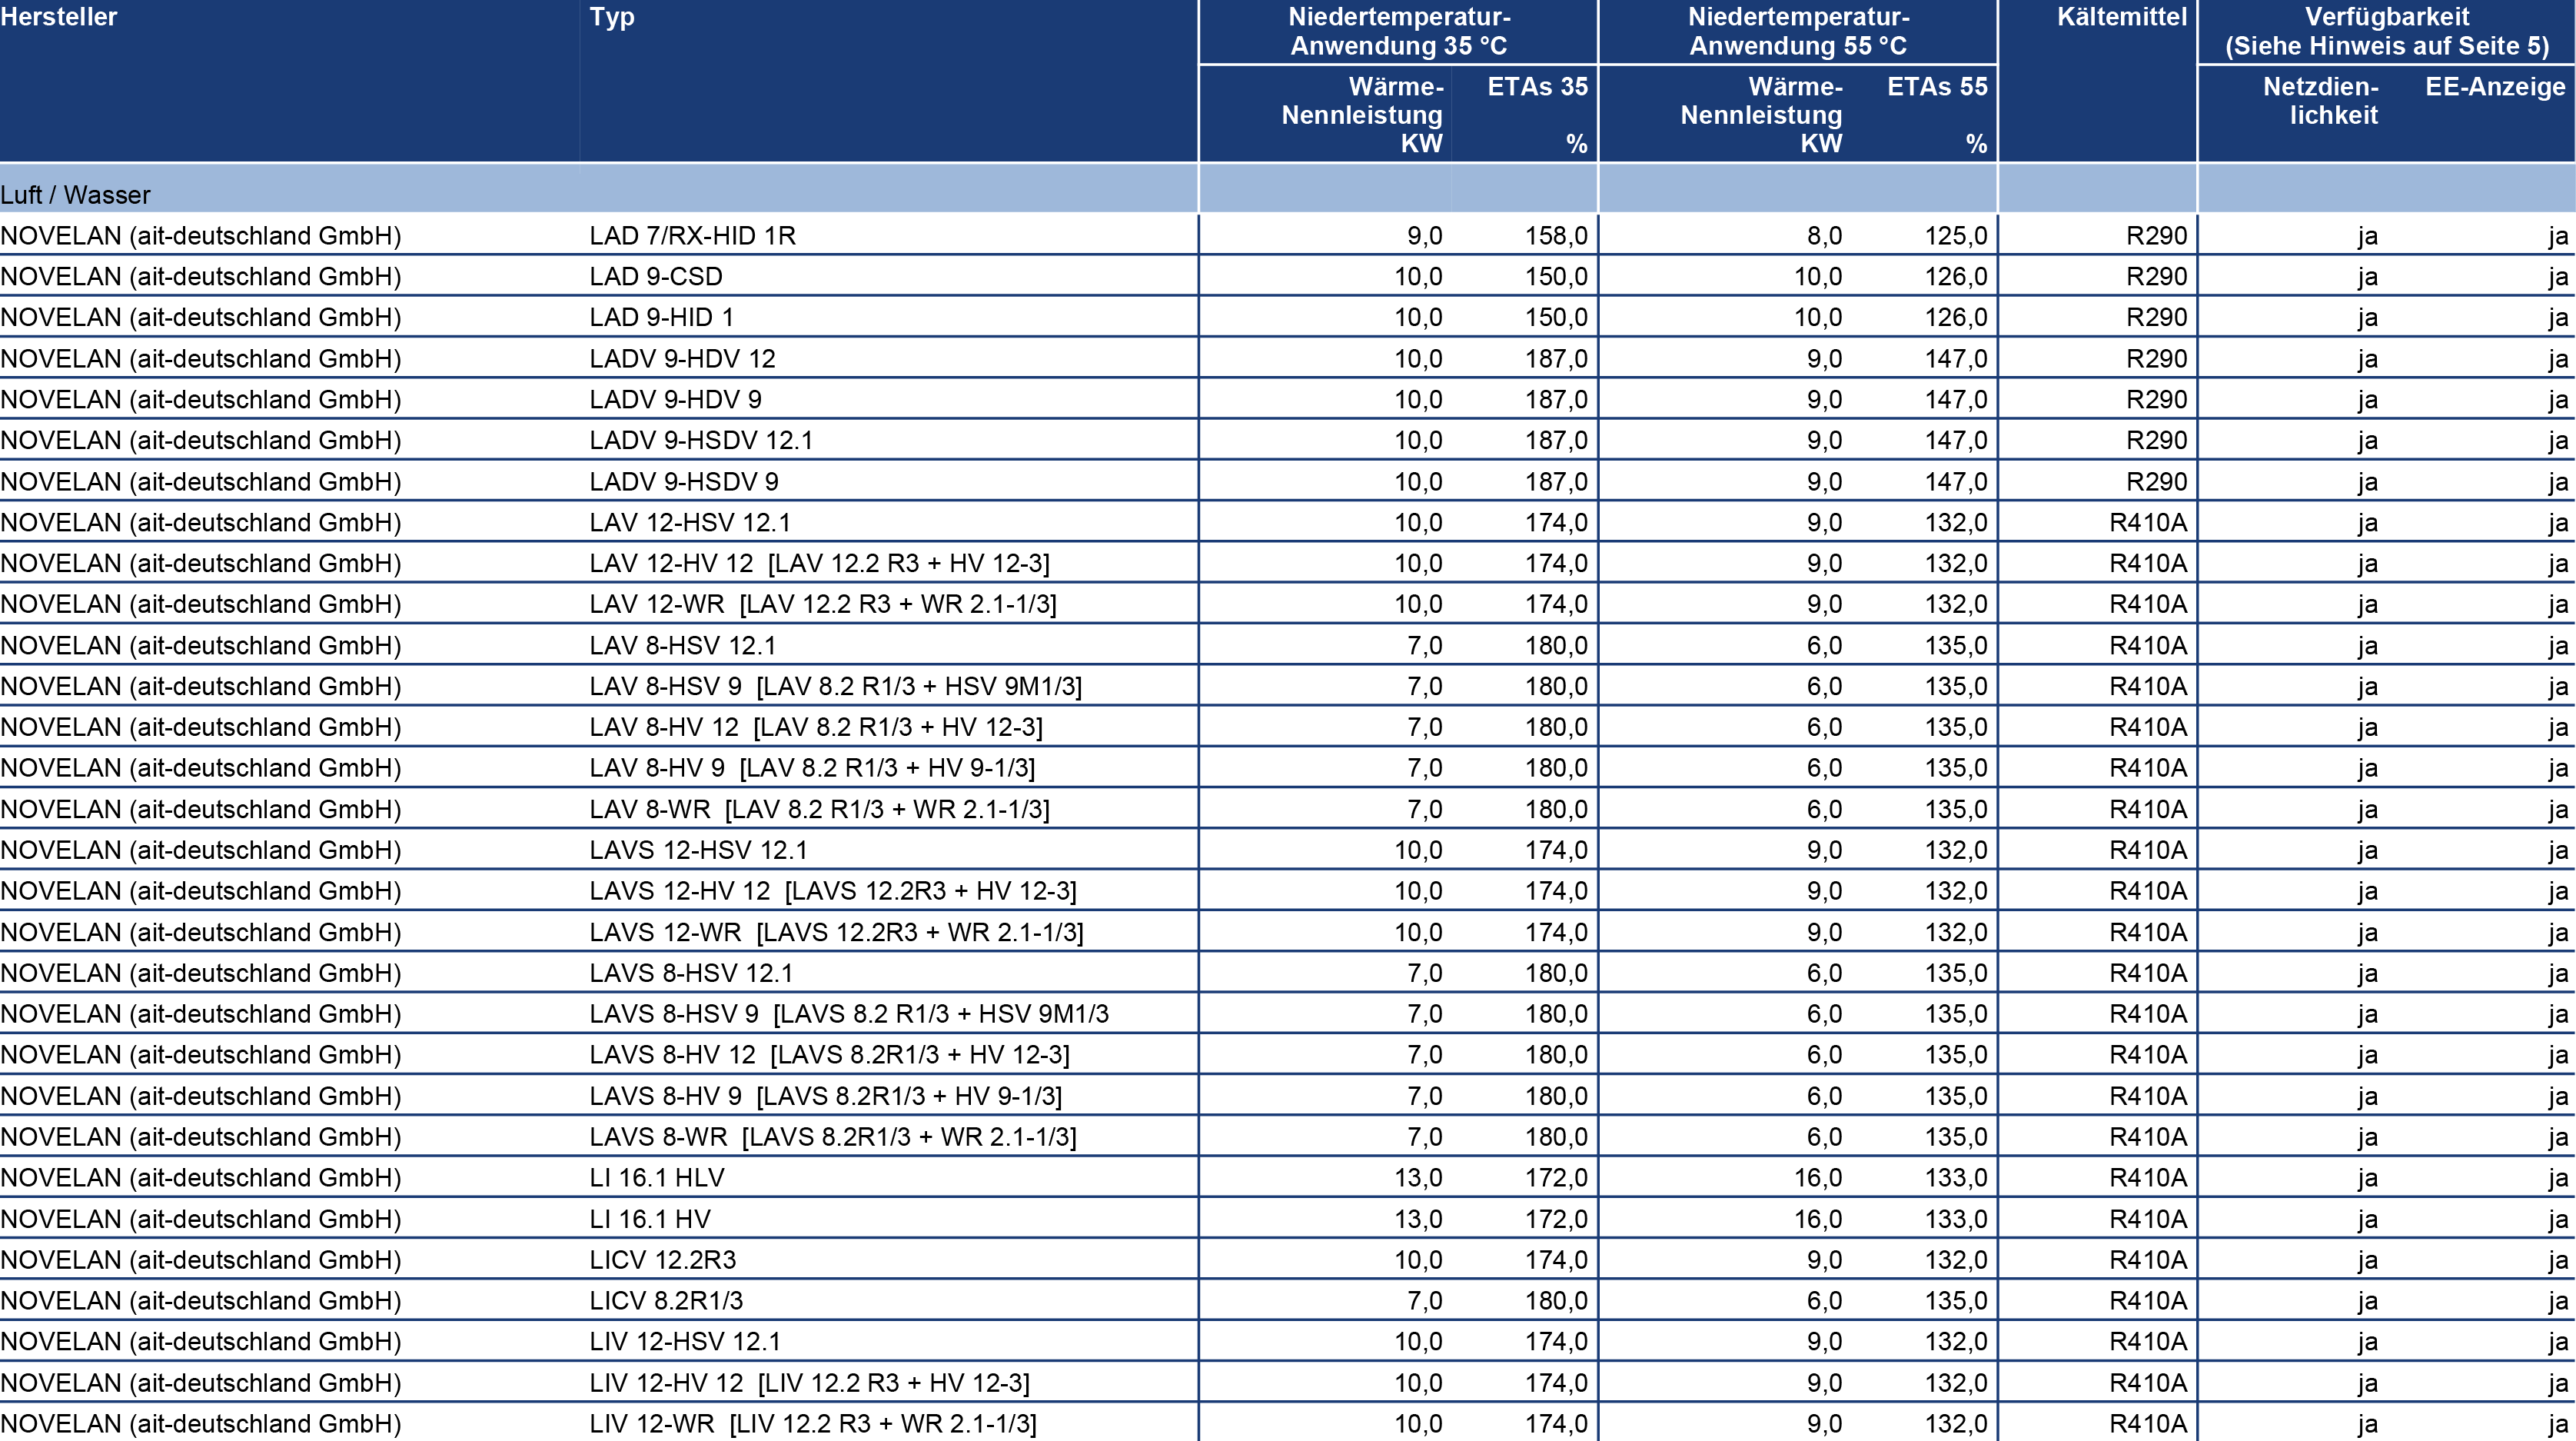 Hersteller Typ Niedertemperatur- Niedertemperatur- Kältemittel Verfügbarkeit
Anwendung 35 °C Anwendung 55 °C (Siehe Hinweis auf Seite 5)
Wärme- ETAs 35 Wärme- ETAs 55 Netzdien- EE-Anzeige
Nennleistung Nennleistung lichkeit
KW % KW %
Luft / Wasser
NOVELAN (ait-deutschland GmbH) LAD 7/RX-HID 1R 9,0 158,0 8,0 125,0 R290 ja ja
NOVELAN (ait-deutschland GmbH) LAD 9-CSD 10,0 150,0 10,0 126,0 R290 ja ja
NOVELAN (ait-deutschland GmbH) LAD 9-HID 1 10,0 150,0 10,0 126,0 R290 ja ja
NOVELAN (ait-deutschland GmbH) LADV 9-HDV 12 10,0 187,0 9,0 147,0 R290 ja ja
NOVELAN (ait-deutschland GmbH) LADV 9-HDV 9 10,0 187,0 9,0 147,0 R290 ja ja
NOVELAN (ait-deutschland GmbH) LADV 9-HSDV 12.1 10,0 187,0 9,0 147,0 R290 ja ja
NOVELAN (ait-deutschland GmbH) LADV 9-HSDV 9 10,0 187,0 9,0 147,0 R290 ja ja
NOVELAN (ait-deutschland GmbH) LAV 12-HSV 12.1 10,0 174,0 9,0 132,0 R410A ja ja
NOVELAN (ait-deutschland GmbH) LAV 12-HV 12 [LAV 12.2 R3 + HV 12-3] 10,0 174,0 9,0 132,0 R410A ja ja
NOVELAN (ait-deutschland GmbH) LAV 12-WR [LAV 12.2 R3 + WR 2.1-1/3] 10,0 174,0 9,0 132,0 R410A ja ja
NOVELAN (ait-deutschland GmbH) LAV 8-HSV 12.1 7,0 180,0 6,0 135,0 R410A ja ja
NOVELAN (ait-deutschland GmbH) LAV 8-HSV 9 [LAV 8.2 R1/3 + HSV 9M1/3] 7,0 180,0 6,0 135,0 R410A ja ja
NOVELAN (ait-deutschland GmbH) LAV 8-HV 12 [LAV 8.2 R1/3 + HV 12-3] 7,0 180,0 6,0 135,0 R410A ja ja
NOVELAN (ait-deutschland GmbH) LAV 8-HV 9 [LAV 8.2 R1/3 + HV 9-1/3] 7,0 180,0 6,0 135,0 R410A ja ja
NOVELAN (ait-deutschland GmbH) LAV 8-WR [LAV 8.2 R1/3 + WR 2.1-1/3] 7,0 180,0 6,0 135,0 R410A ja ja
NOVELAN (ait-deutschland GmbH) LAVS 12-HSV 12.1 10,0 174,0 9,0 132,0 R410A ja ja
NOVELAN (ait-deutschland GmbH) LAVS 12-HV 12 [LAVS 12.2R3 + HV 12-3] 10,0 174,0 9,0 132,0 R410A ja ja
NOVELAN (ait-deutschland GmbH) LAVS 12-WR [LAVS 12.2R3 + WR 2.1-1/3] 10,0 174,0 9,0 132,0 R410A ja ja
NOVELAN (ait-deutschland GmbH) LAVS 8-HSV 12.1 7,0 180,0 6,0 135,0 R410A ja ja
NOVELAN (ait-deutschland GmbH) LAVS 8-HSV 9 [LAVS 8.2 R1/3 + HSV 9M1/3 7,0 180,0 6,0 135,0 R410A ja ja
NOVELAN (ait-deutschland GmbH) LAVS 8-HV 12 [LAVS 8.2R1/3 + HV 12-3] 7,0 180,0 6,0 135,0 R410A ja ja
NOVELAN (ait-deutschland GmbH) LAVS 8-HV 9 [LAVS 8.2R1/3 + HV 9-1/3] 7,0 180,0 6,0 135,0 R410A ja ja
NOVELAN (ait-deutschland GmbH) LAVS 8-WR [LAVS 8.2R1/3 + WR 2.1-1/3] 7,0 180,0 6,0 135,0 R410A ja ja
NOVELAN (ait-deutschland GmbH) LI 16.1 HLV 13,0 172,0 16,0 133,0 R410A ja ja
NOVELAN (ait-deutschland GmbH) LI 16.1 HV 13,0 172,0 16,0 133,0 R410A ja ja
NOVELAN (ait-deutschland GmbH) LICV 12.2R3 10,0 174,0 9,0 132,0 R410A ja ja
NOVELAN (ait-deutschland GmbH) LICV 8.2R1/3 7,0 180,0 6,0 135,0 R410A ja ja
NOVELAN (ait-deutschland GmbH) LIV 12-HSV 12.1 10,0 174,0 9,0 132,0 R410A ja ja
NOVELAN (ait-deutschland GmbH) LIV 12-HV 12 [LIV 12.2 R3 + HV 12-3] 10,0 174,0 9,0 132,0 R410A ja ja
NOVELAN (ait-deutschland GmbH) LIV 12-WR [LIV 12.2 R3 + WR 2.1-1/3] 10,0 174,0 9,0 132,0 R410A ja ja